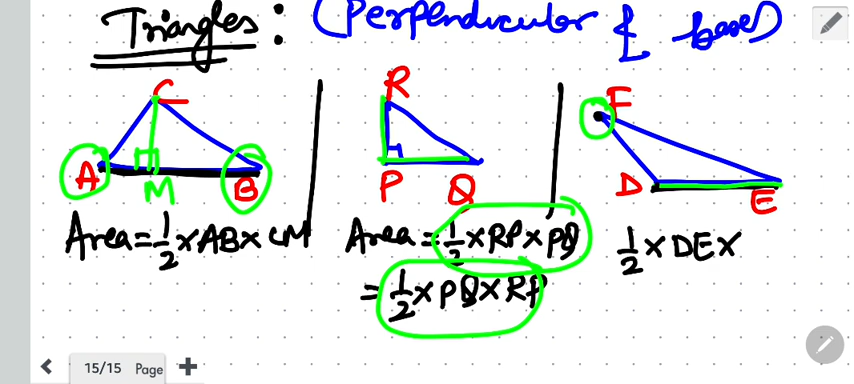 Triangles: (Perpendicular & bases)
C
A
M
B
R
P
Q
F
D
E
Area = 1/2 × AB × CM
Area = 1/2 × RP × PQ
= 1/2 × PQ × RP
1/2 × DE ×
15/15 Page